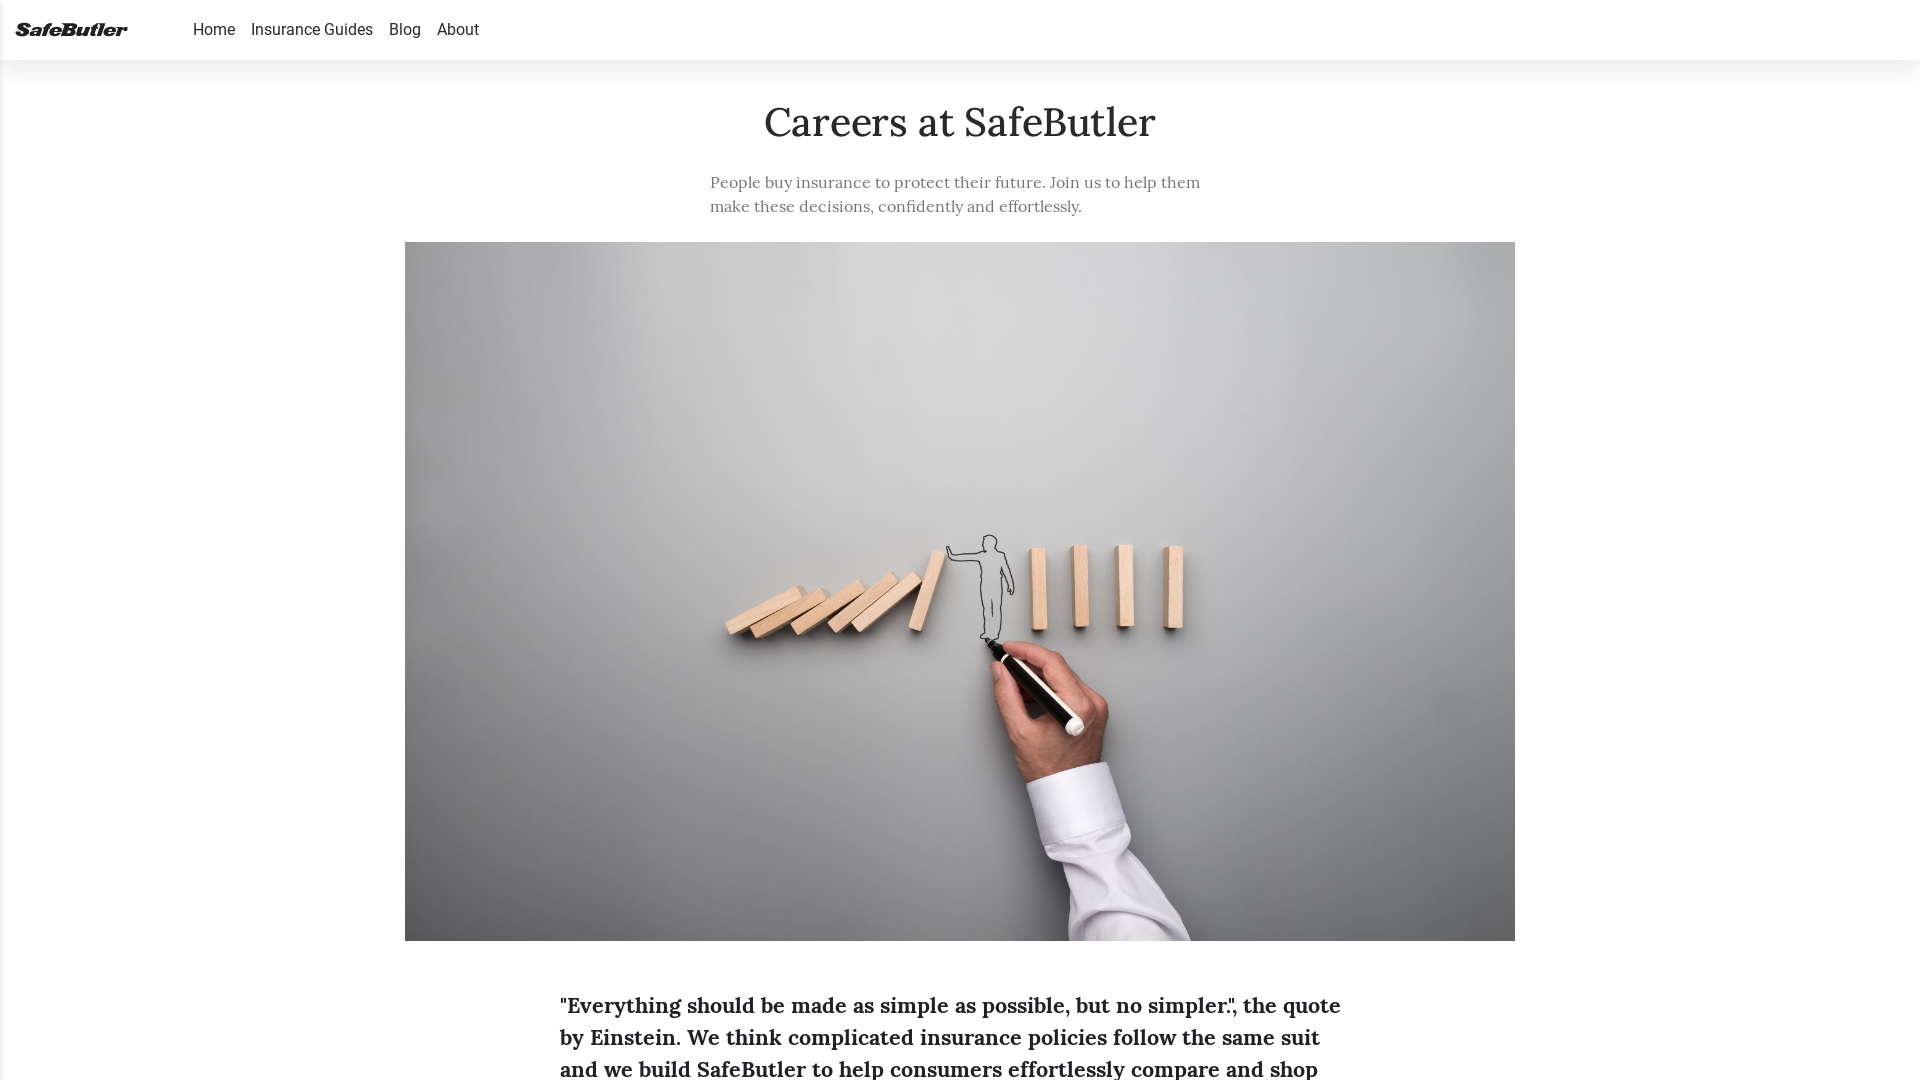 SafeButler
Home Insurance Guides Blog About
Careers at SafeButler
People buy insurance to protect their future. Join us to help them
make these decisions, confidently and effortlessly.
"Everything should be made as simple as possible, but no simpler.", the quote
by Einstein. We think complicated insurance policies follow the same suit
and we build SafeButler to help consumers effortlessly compare and shop